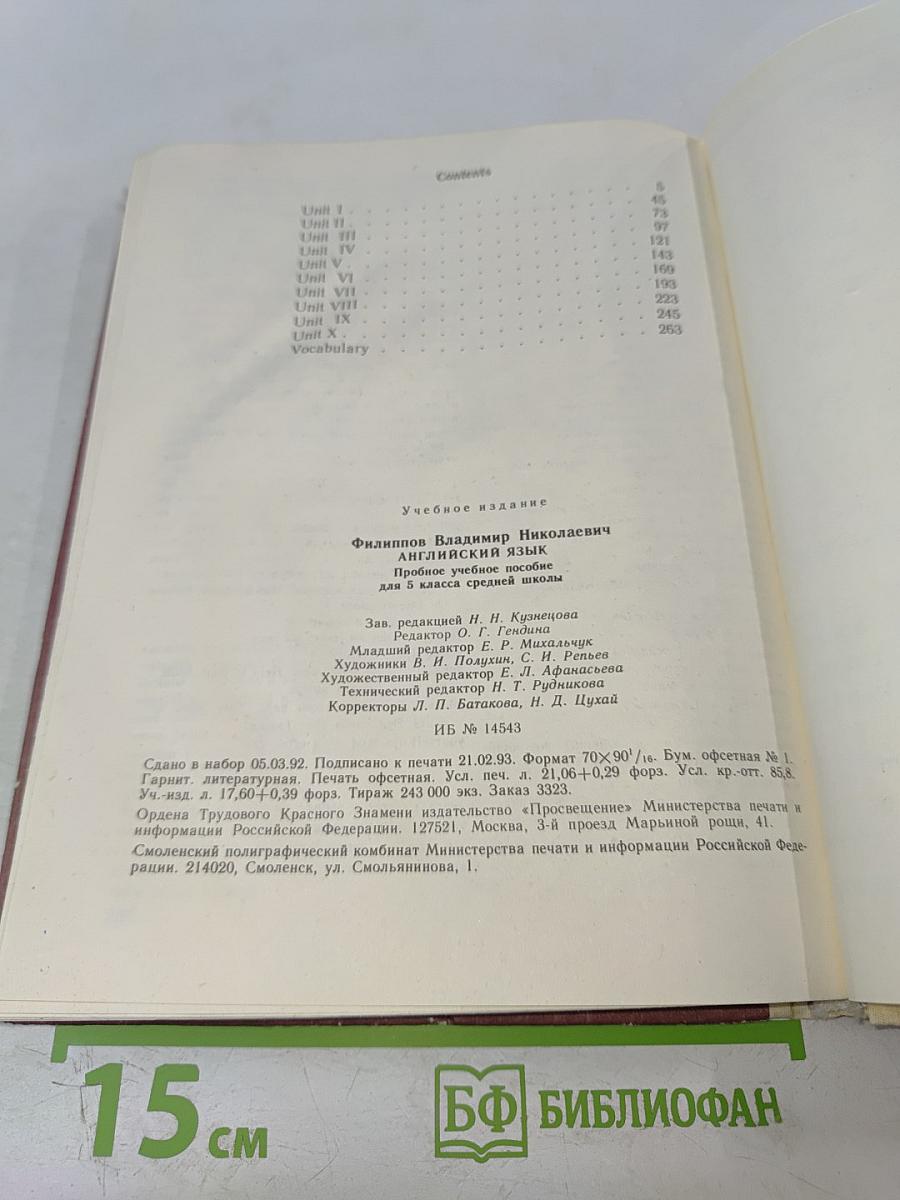 Contents
Unit I . . . . . . . . . . . . . . . 5
Unit II . . . . . . . . . . . . . . . 45
Unit III . . . . . . . . . . . . . . . 73
Unit IV . . . . . . . . . . . . . . . 97
Unit V . . . . . . . . . . . . . . . 121
Unit VI . . . . . . . . . . . . . . . 143
Unit VII . . . . . . . . . . . . . . . 169
Unit VIII . . . . . . . . . . . . . . . 193
Unit IX . . . . . . . . . . . . . . . 223
Unit X . . . . . . . . . . . . . . . 245
Vocabulary . . . . . . . . . . . . . . . 263
Учебное издание
Филиппов Владимир Николаевич
АНГЛИЙСКИЙ ЯЗЫК
Пробное учебное пособие
для 5 класса средней школы
Зав. редакцией Н. Н. Кузнецова
Редактор О. Г. Гендина
Младший редактор Е. Р. Михальчук
Художники В. И. Полухин, С. И. Репьев
Художественный редактор Е. Л. Афанасьева
Технический редактор Н. Т. Рудникова
Корректоры Л. П. Батакова, Н. Д. Цухай
ИБ № 14543
Сдано в набор 05.03.92. Подписано к печати 21.02.93. Формат 70×90¹/₁₆. Бум. офсетная № 1.
Гарнит. литературная. Печать офсетная. Усл. печ. л. 21,06+0,29 форз. Усл. кр.-отт. 85,8.
Уч.-изд. л. 17,60+0,39 форз. Тираж 243 000 экз. Заказ 3323.
Ордена Трудового Красного Знамени издательство «Просвещение» Министерства печати и
информации Российской Федерации. 127521, Москва, 3-й проезд Марьиной рощи, 41.
Смоленский полиграфический комбинат Министерства печати и информации Российской Феде-
рации. 214020, Смоленск, ул. Смольянинова, 1.
15 см
БФ БИБЛИОФАН